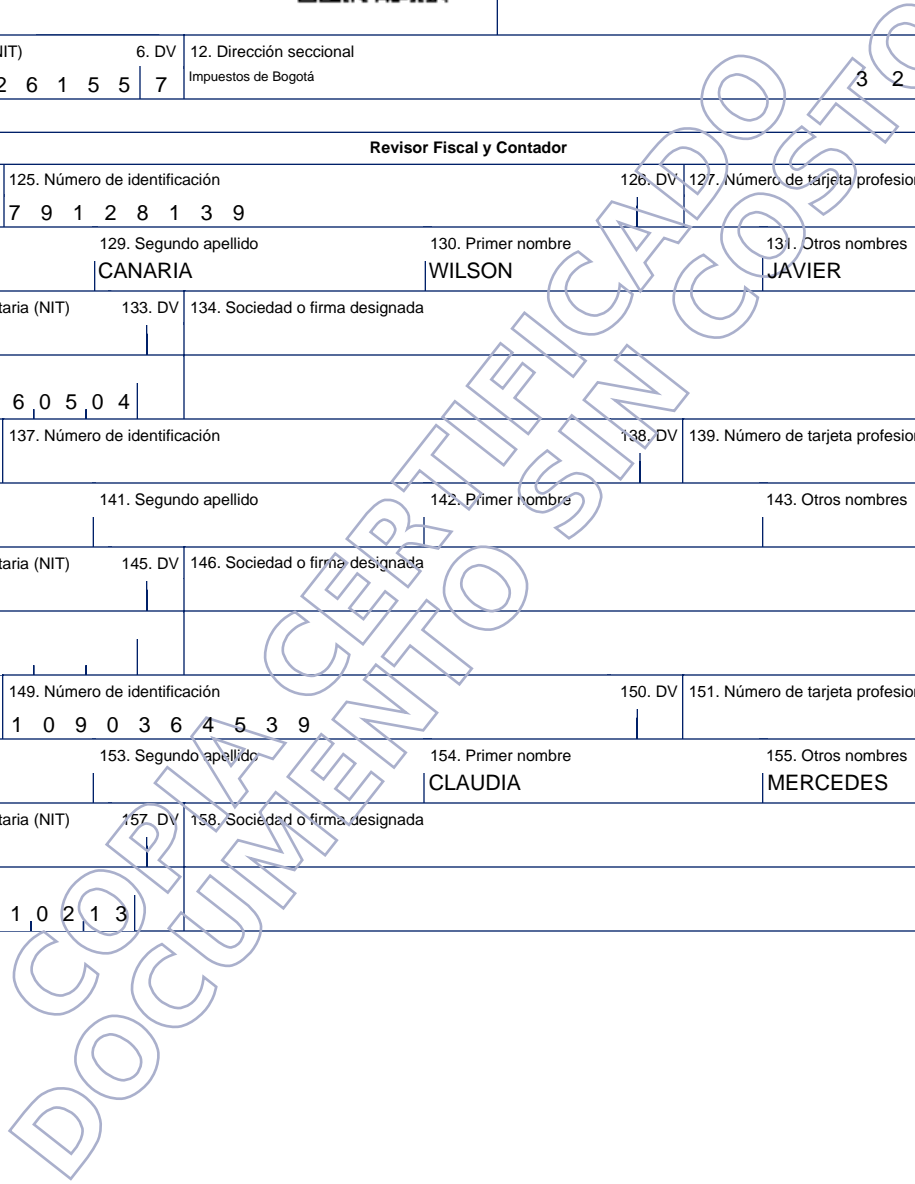 NIT) 6. DV 12. Dirección seccional
2 6 1 5 5 7 Impuestos de Bogotá 3 2
Revisor Fiscal y Contador
125. Número de identificación 126. DV 127. Número de tarjeta profesion
7 9 1 2 8 1 3 9
129. Segundo apellido 130. Primer nombre 131. Otros nombres
CANARIA WILSON JAVIER
taria (NIT) 133. DV 134. Sociedad o firma designada
6 0 5 0 4
137. Número de identificación 138. DV 139. Número de tarjeta profesion
141. Segundo apellido 142. Primer nombre 143. Otros nombres
taria (NIT) 145. DV 146. Sociedad o firma designada
149. Número de identificación 150. DV 151. Número de tarjeta profesion
1 0 9 0 3 6 4 5 3 9
153. Segundo apellido 154. Primer nombre 155. Otros nombres
CLAUDIA MERCEDES
taria (NIT) 157. DV 158. Sociedad o firma designada
1 0 2 1 3
COPIA CERTIFICADO
DOCUMENTO SIN COSTO